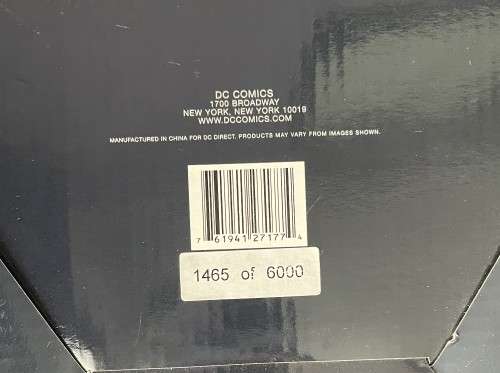 DC COMICS
1700 BROADWAY
NEW YORK, NEW YORK 10019
WWW.DCCOMICS.COM
MANUFACTURED IN CHINA FOR DC DIRECT. PRODUCTS MAY VARY FROM IMAGES SHOWN.
7 61941 27177 4
1465 of 6000